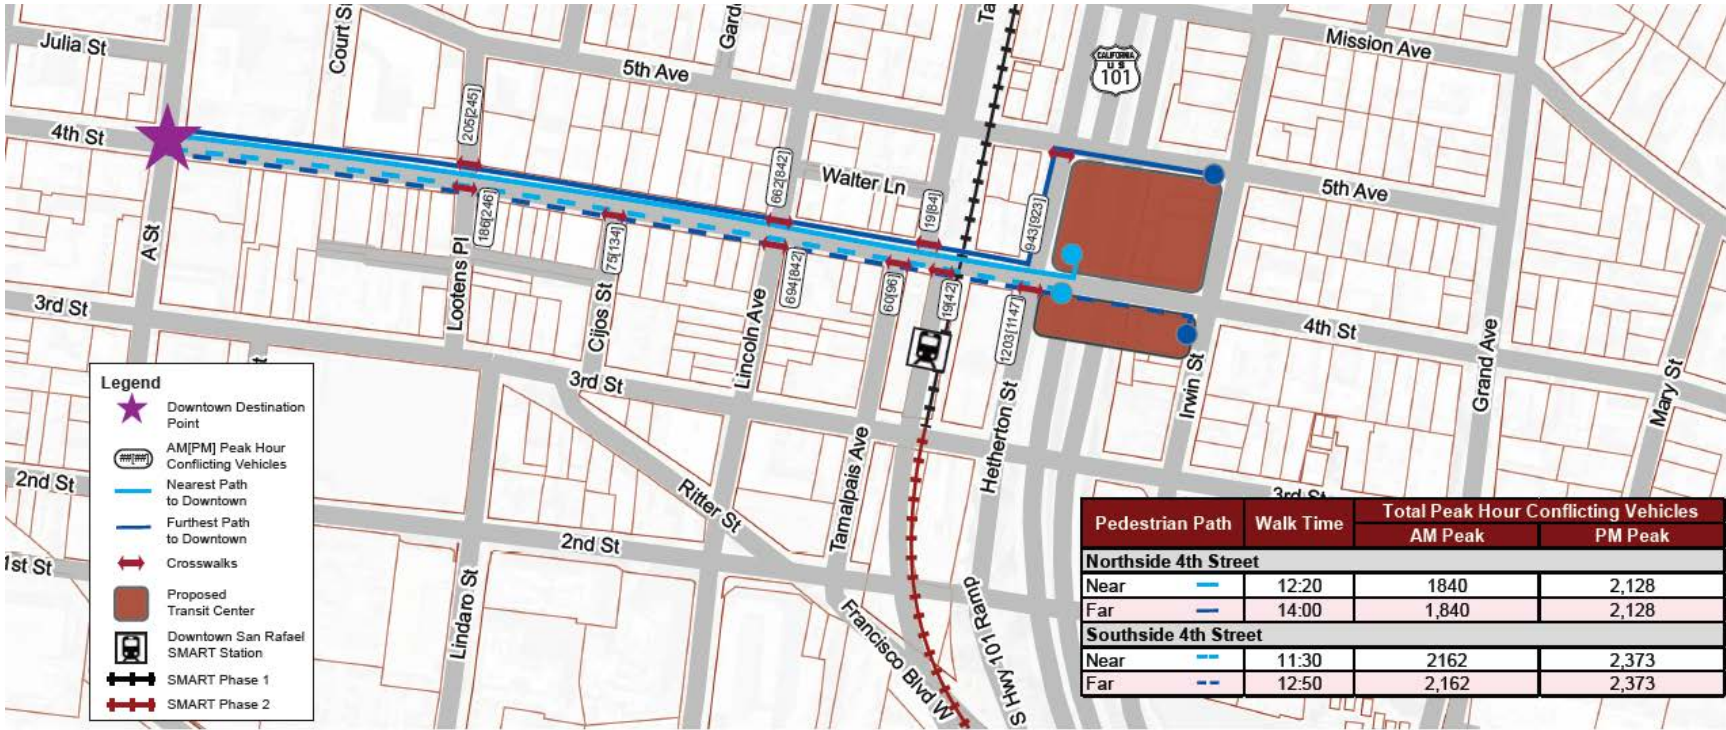 Julia St
Court St
5th Ave
Mission Ave
CALIFORNIA
US
101
4th St
205[245]
662[842]
Walter Ln
19[84]
943[923]
5th Ave
A St
186[246]
75[134]
694[842]
60[96]
19[42]
1203[1147]
4th St
3rd St
Lootens Pl
Cijos St
Lincoln Ave
3rd St
Hetherton St
Irwin St
Grand Ave
Mary St
Tamalpais Ave
2nd St
Ritter St
2nd St
1st St
Lindaro St
Francisco Blvd W
S Hwy 101 Ramp
3rd St
Legend
Downtown Destination
Point
##[##]
AM[PM] Peak Hour
Conflicting Vehicles
Nearest Path
to Downtown
Furthest Path
to Downtown
Crosswalks
Proposed
Transit Center
Downtown San Rafael
SMART Station
SMART Phase 1
SMART Phase 2
Pedestrian Path Walk Time Total Peak Hour Conflicting Vehicles
AM Peak PM Peak
Northside 4th Street
Near 12:20 1840 2,128
Far 14:00 1,840 2,128
Southside 4th Street
Near 11:30 2162 2,373
Far 12:50 2,162 2,373